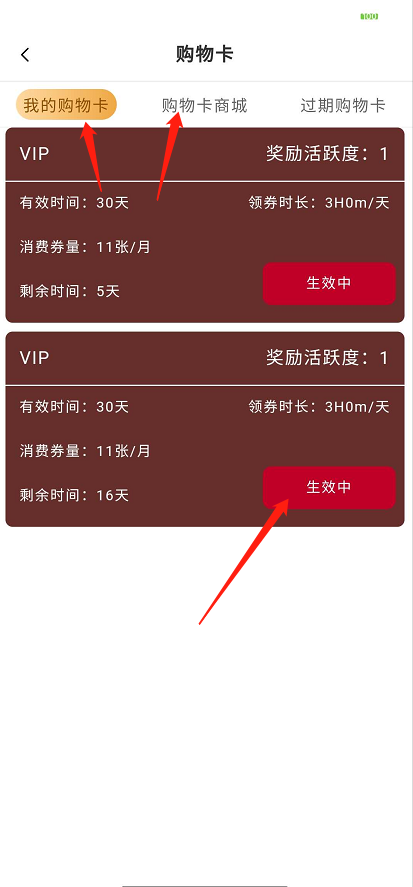 100
购物卡
我的购物卡 购物卡商城 过期购物卡
VIP 奖励活跃度：1
有效时间：30天 领券时长：3H0m/天
消费券量：11张/月
剩余时间：5天 生效中
VIP 奖励活跃度：1
有效时间：30天 领券时长：3H0m/天
消费券量：11张/月
剩余时间：16天 生效中